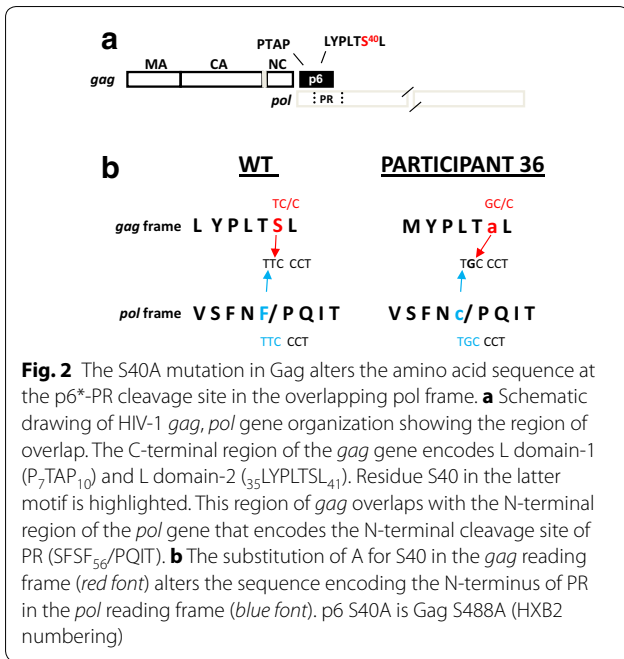 a
PTAP LYPLTS⁴⁰L
MA CA NC
gag p6
pol PR
b WT PARTICIPANT 36
TC/C GC/C
gag frame L Y P L T S L M Y P L T a L
TTC CCT TGC CCT
pol frame V S F N F / P Q I T V S F N c / P Q I T
TTC CCT TGC CCT
Fig. 2 The S40A mutation in Gag alters the amino acid sequence at
the p6*-PR cleavage site in the overlapping pol frame. a Schematic
drawing of HIV-1 gag, pol gene organization showing the region of
overlap. The C-terminal region of the gag gene encodes L domain-1
(P₇TAP₁₀) and L domain-2 (₃₅LYPLTSL₄₁). Residue S40 in the latter
motif is highlighted. This region of gag overlaps with the N-terminal
region of the pol gene that encodes the N-terminal cleavage site of
PR (SFSF₅₆/PQIT). b The substitution of A for S40 in the gag reading
frame (red font) alters the sequence encoding the N-terminus of PR
in the pol reading frame (blue font). p6 S40A is Gag S488A (HXB2
numbering)